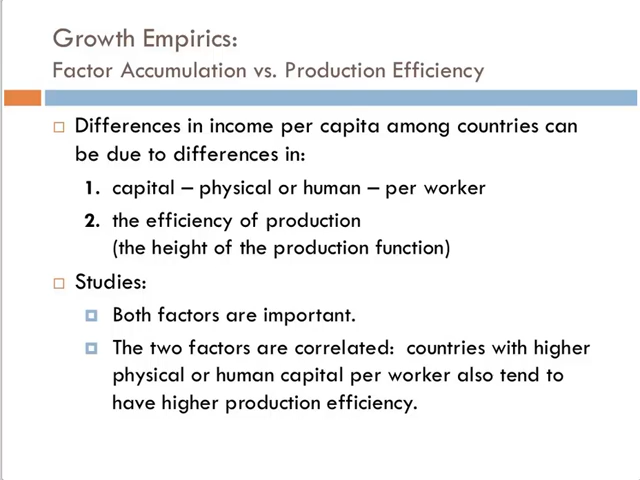 Growth Empirics:
Factor Accumulation vs. Production Efficiency
Differences in income per capita among countries can
be due to differences in:
1. capital – physical or human – per worker
2. the efficiency of production
(the height of the production function)
Studies:
Both factors are important.
The two factors are correlated: countries with higher
physical or human capital per worker also tend to
have higher production efficiency.